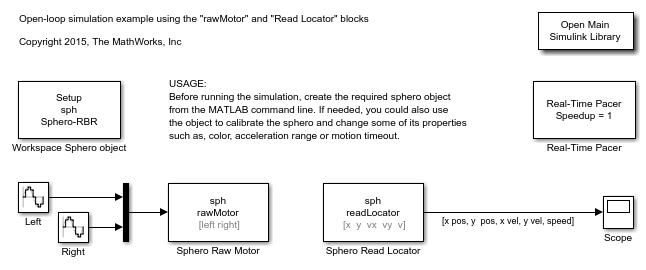 Open-loop simulation example using the "rawMotor" and "Read Locator" blocks
Copyright 2015, The MathWorks, Inc
Open Main
Simulink Library
Setup
sph
Sphero-RBR
Workspace Sphero object
USAGE:
Before running the simulation, create the required sphero object
from the MATLAB command line. If needed, you could also use
the object to calibrate the sphero and change some of its properties
such as, color, acceleration range or motion timeout.
Real-Time Pacer
Speedup = 1
Real-Time Pacer
Left
Right
sph
rawMotor
[left right]
Sphero Raw Motor
sph
readLocator
[x y vx vy v]
Sphero Read Locator
[x pos, y pos, x vel, y vel, speed]
Scope